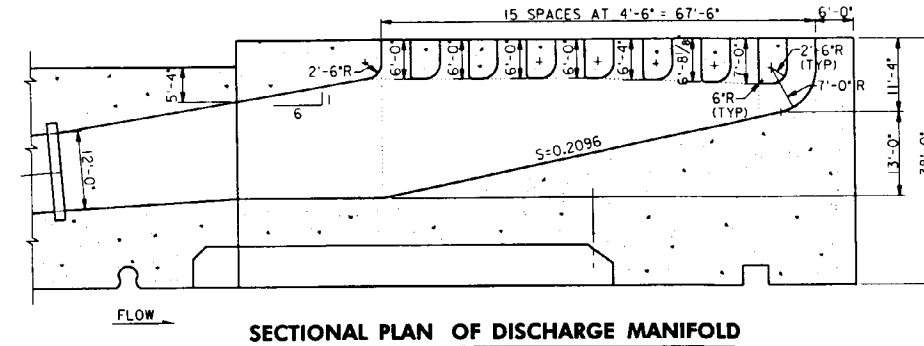 15 SPACES AT 4'-6" = 67'-6"
6'-0"
5'-4"
2'-6"R
6'-0"
6'-0"
6'-0"
6'-0"
6'-4"
6'-8 1/8"
7'-0"
2'-6"R
(TYP)
7'-0" R
6"R
(TYP)
11'-4"
1
6
12'-0"
S=0.2096
13'-0"
38'-0"
FLOW
SECTIONAL PLAN OF DISCHARGE MANIFOLD